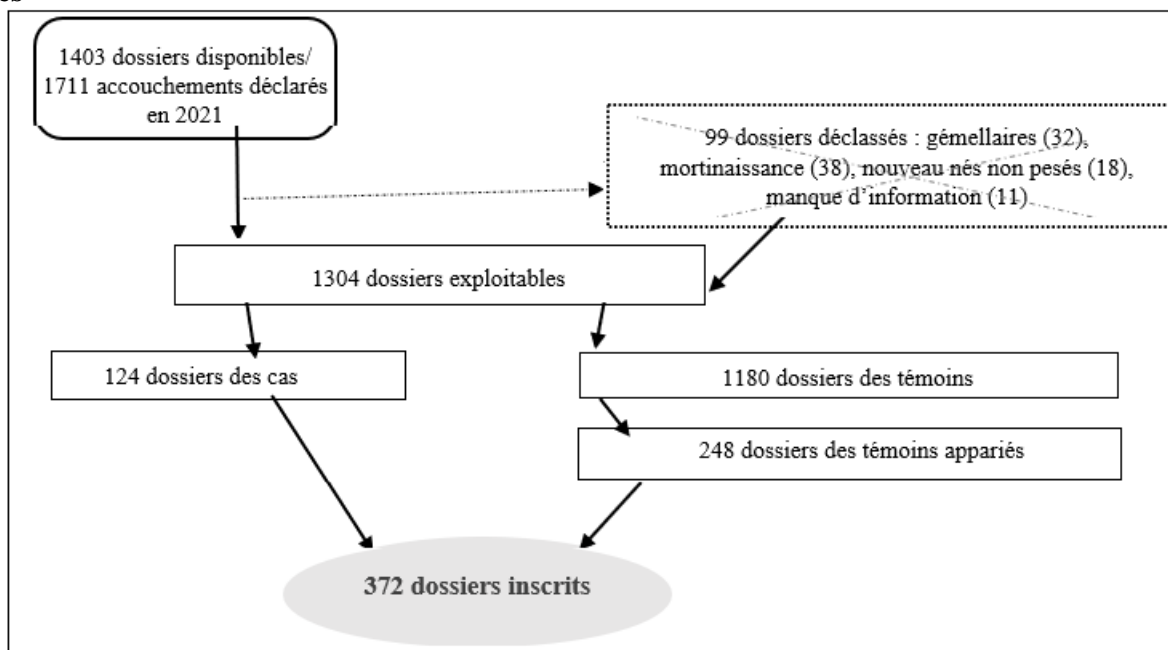 1403 dossiers disponibles/
1711 accouchements déclarés
en 2021
99 dossiers déclassés : gémellaires (32),
mortinaissance (38), nouveau nés non pesés (18),
manque d’information (11)
1304 dossiers exploitables
124 dossiers des cas
1180 dossiers des témoins
248 dossiers des témoins appariés
372 dossiers inscrits